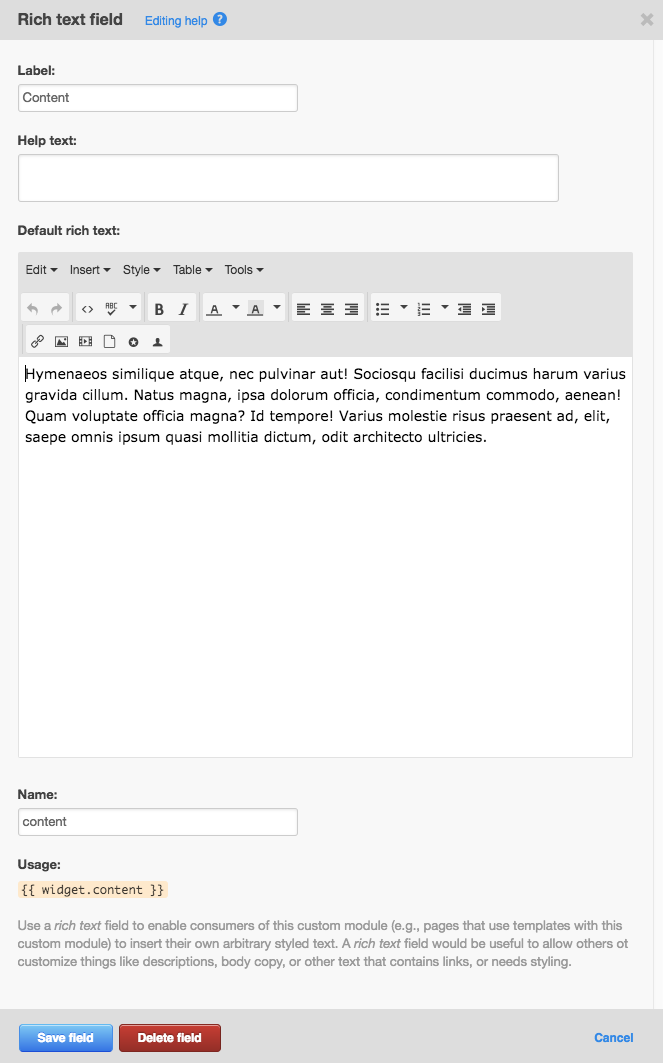 Rich text field Editing help ?
Label:
Content
Help text:
Default rich text:
Edit Insert Style Table Tools
ABC B I A A
Hymenaeos similique atque, nec pulvinar aut! Sociosqu facilisi ducimus harum varius
gravida cillum. Natus magna, ipsa dolorum officia, condimentum commodo, aenean!
Quam voluptate officia magna? Id tempore! Varius molestie risus praesent ad, elit,
saepe omnis ipsum quasi mollitia dictum, odit architecto ultricies.
Name:
content
Usage:
{{ widget.content }}
Use a rich text field to enable consumers of this custom module (e.g., pages that use templates with this
custom module) to insert their own arbitrary styled text. A rich text field would be useful to allow others ot
customize things like descriptions, body copy, or other text that contains links, or needs styling.
Save field Delete field Cancel